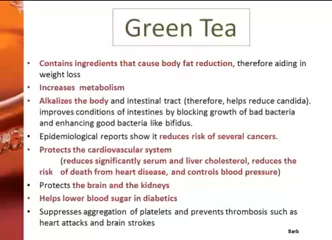 Green Tea
• Contains ingredients that cause body fat reduction, therefore aiding in
weight loss
• Increases metabolism
• Alkalizes the body and intestinal tract (therefore, helps reduce candida).
improves conditions of intestines by blocking growth of bad bacteria
and enhancing good bacteria like bifidus.
• Epidemiological reports show it reduces risk of several cancers.
• Protects the cardiovascular system
(reduces significantly serum and liver cholesterol, reduces the
risk of death from heart disease, and controls blood pressure)
• Protects the brain and the kidneys
• Helps lower blood sugar in diabetics
• Suppresses aggregation of platelets and prevents thrombosis such as
heart attacks and brain strokes
Barb